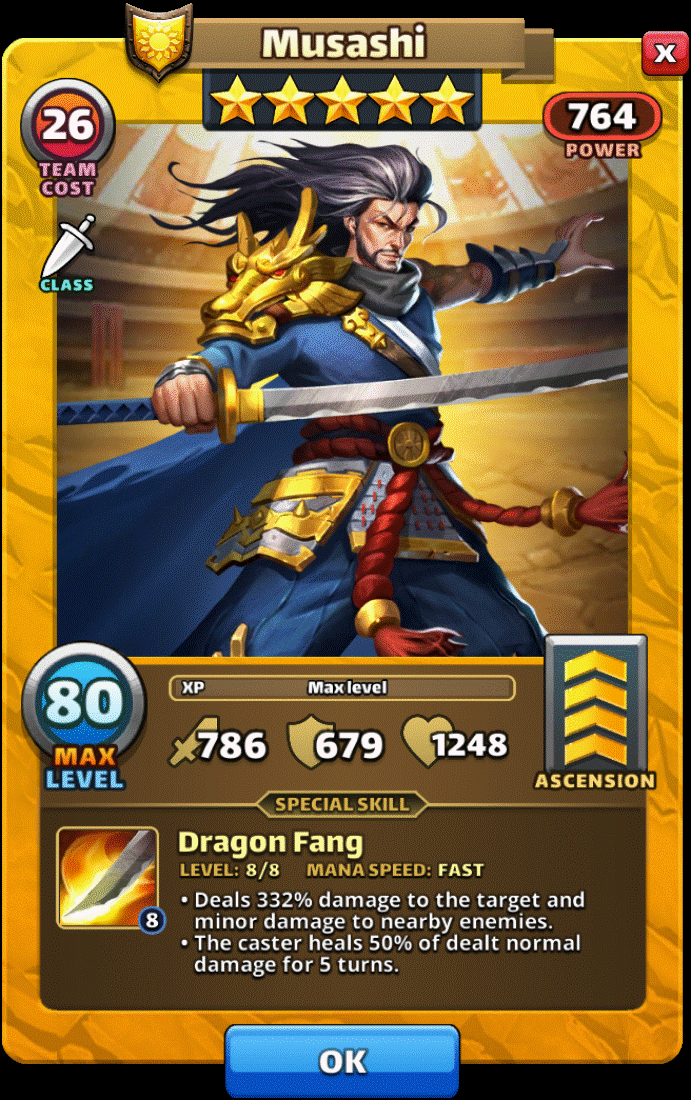 Musashi
X
26
TEAM
COST
764
POWER
CLASS
80
MAX
LEVEL
XP Max level
786 679 1248
ASCENSION
SPECIAL SKILL
Dragon Fang
LEVEL: 8/8 MANA SPEED: FAST
8
• Deals 332% damage to the target and
minor damage to nearby enemies.
• The caster heals 50% of dealt normal
damage for 5 turns.
OK